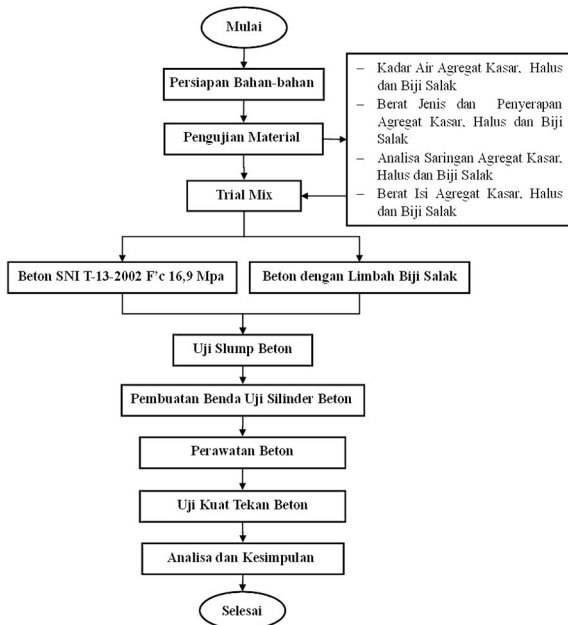 Mulai
Persiapan Bahan-bahan
Pengujian Material
– Kadar Air Agregat Kasar, Halus
dan Biji Salak
– Berat Jenis dan Penyerapan
Agregat Kasar, Halus dan Biji
Salak
– Analisa Saringan Agregat Kasar,
Halus dan Biji Salak
– Berat Isi Agregat Kasar, Halus
dan Biji Salak
Trial Mix
Beton SNI T-13-2002 F'c 16,9 Mpa
Beton dengan Limbah Biji Salak
Uji Slump Beton
Pembuatan Benda Uji Silinder Beton
Perawatan Beton
Uji Kuat Tekan Beton
Analisa dan Kesimpulan
Selesai